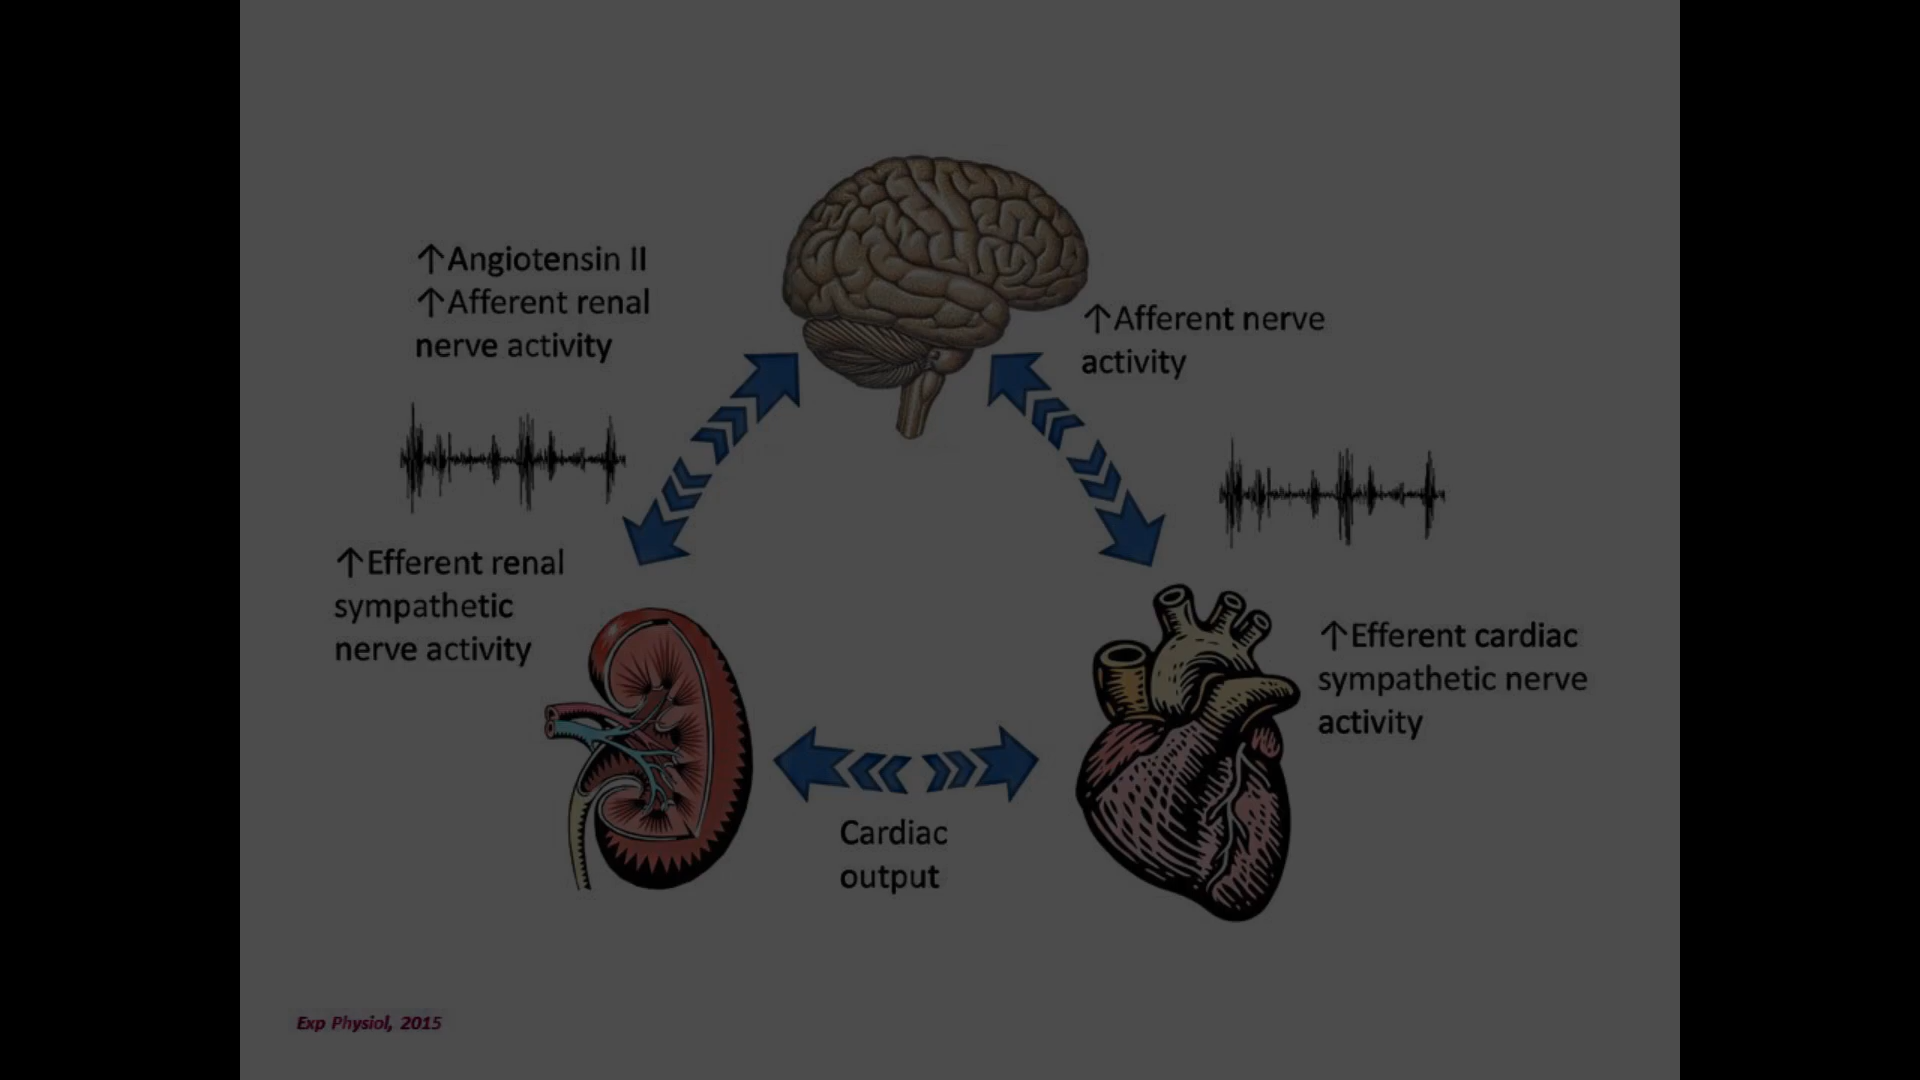 ↑Angiotensin II
↑Afferent renal
nerve activity
↑Afferent nerve
activity
↑Efferent renal
sympathetic
nerve activity
↑Efferent cardiac
sympathetic nerve
activity
Cardiac
output
Exp Physiol, 2015